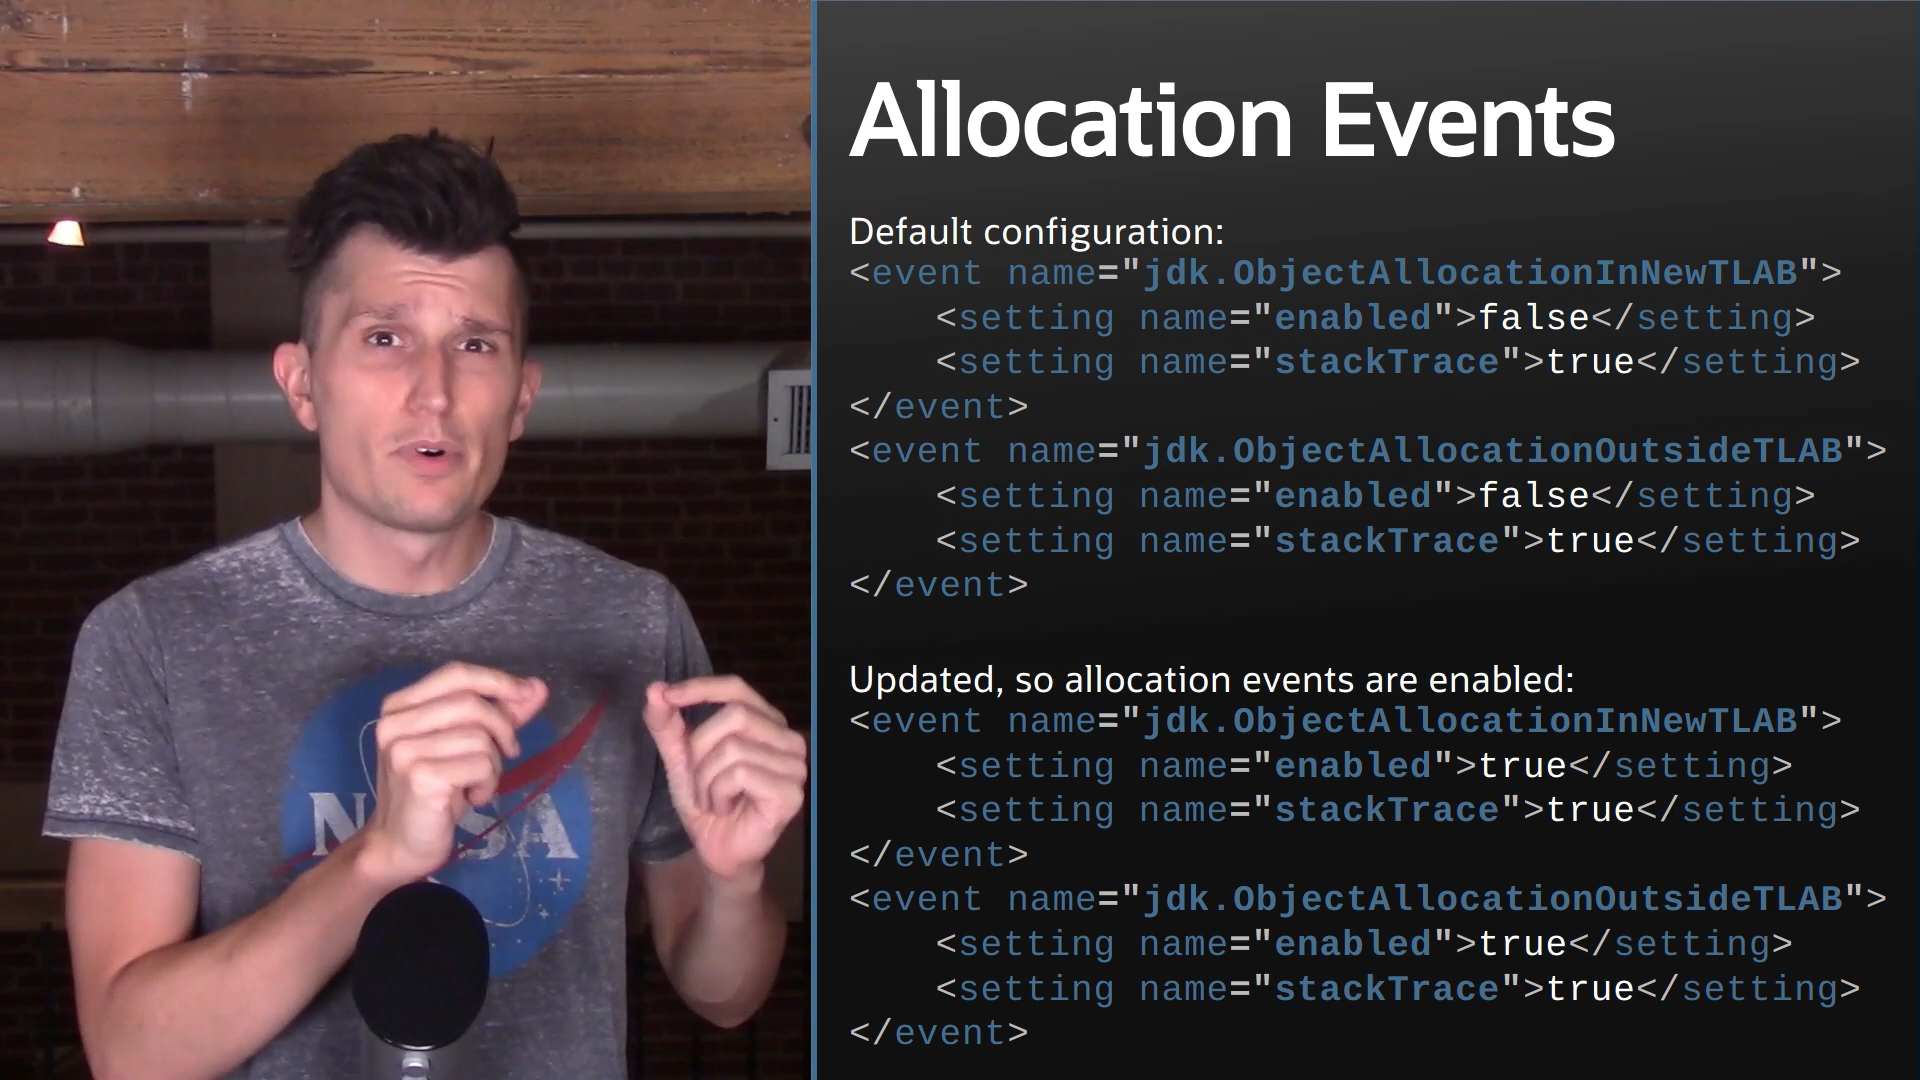 Allocation Events
Default configuration:
<event name="jdk.ObjectAllocationInNewTLAB">
<setting name="enabled">false</setting>
<setting name="stackTrace">true</setting>
</event>
<event name="jdk.ObjectAllocationOutsideTLAB">
<setting name="enabled">false</setting>
<setting name="stackTrace">true</setting>
</event>
Updated, so allocation events are enabled:
<event name="jdk.ObjectAllocationInNewTLAB">
<setting name="enabled">true</setting>
<setting name="stackTrace">true</setting>
</event>
<event name="jdk.ObjectAllocationOutsideTLAB">
<setting name="enabled">true</setting>
<setting name="stackTrace">true</setting>
</event>
NASA